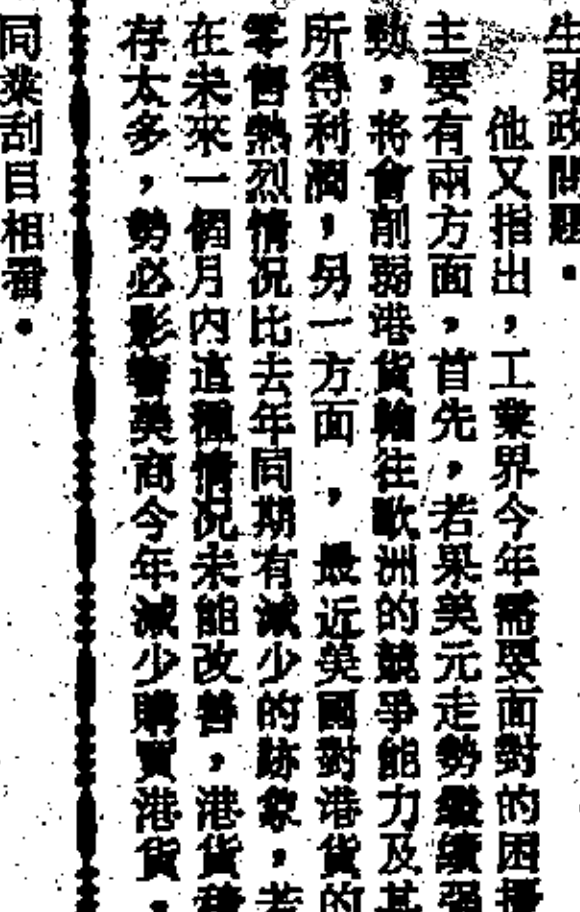 生財政問題。
他又指出，工業界今年需要面對的困擾
主要有兩方面，首先，若果美元走勢繼續强
勁，將會削弱港貨輸往歐洲的競爭能力及其
所得利潤，另一方面，最近美國對港貨的
零售熱烈情况比去年同期有減少的跡象，若
在未來一個月內這種情况未能改善，港貨積
存太多，勢必影響美商今年減少購買港貨。
同業刮目相看。